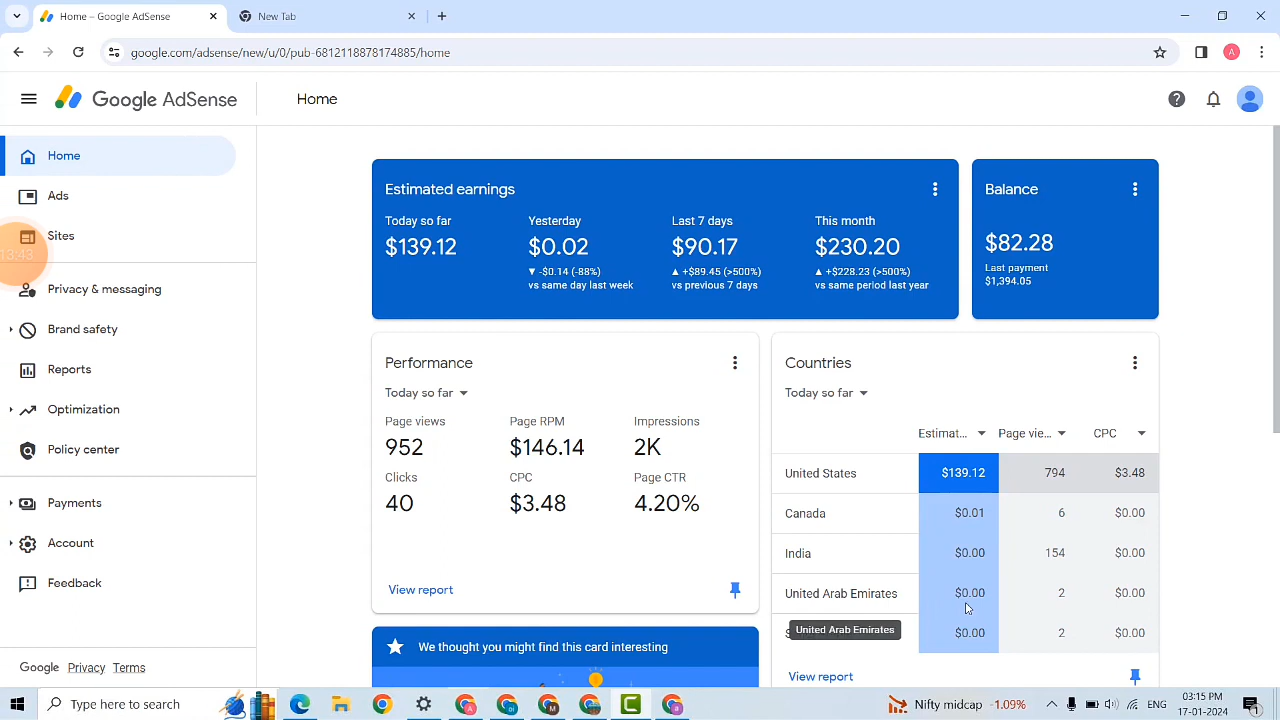 Home – Google AdSense
New Tab
google.com/adsense/new/u/0/pub-6812118878174885/home
Google AdSense
Home
Home
Ads
Sites
13:43
Privacy & messaging
Brand safety
Reports
Optimization
Policy center
Payments
Account
Feedback
Google Privacy Terms
Estimated earnings
Today so far
$139.12
Yesterday
$0.02
▼ -$0.14 (-88%)
vs same day last week
Last 7 days
$90.17
▲ +$89.45 (>500%)
vs previous 7 days
This month
$230.20
▲ +$228.23 (>500%)
vs same period last year
Balance
$82.28
Last payment
$1,394.05
Performance
Today so far
Page views
952
Page RPM
$146.14
Impressions
2K
Clicks
40
CPC
$3.48
Page CTR
4.20%
View report
We thought you might find this card interesting
Countries
Today so far
Estimat... Page vie... CPC
United States $139.12 794 $3.48
Canada $0.01 6 $0.00
India $0.00 154 $0.00
United Arab Emirates $0.00 2 $0.00
United Arab Emirates
$0.00 2 $0.00
View report
Type here to search
Nifty midcap -1.09%
ENG
03:15 PM
17-01-2024